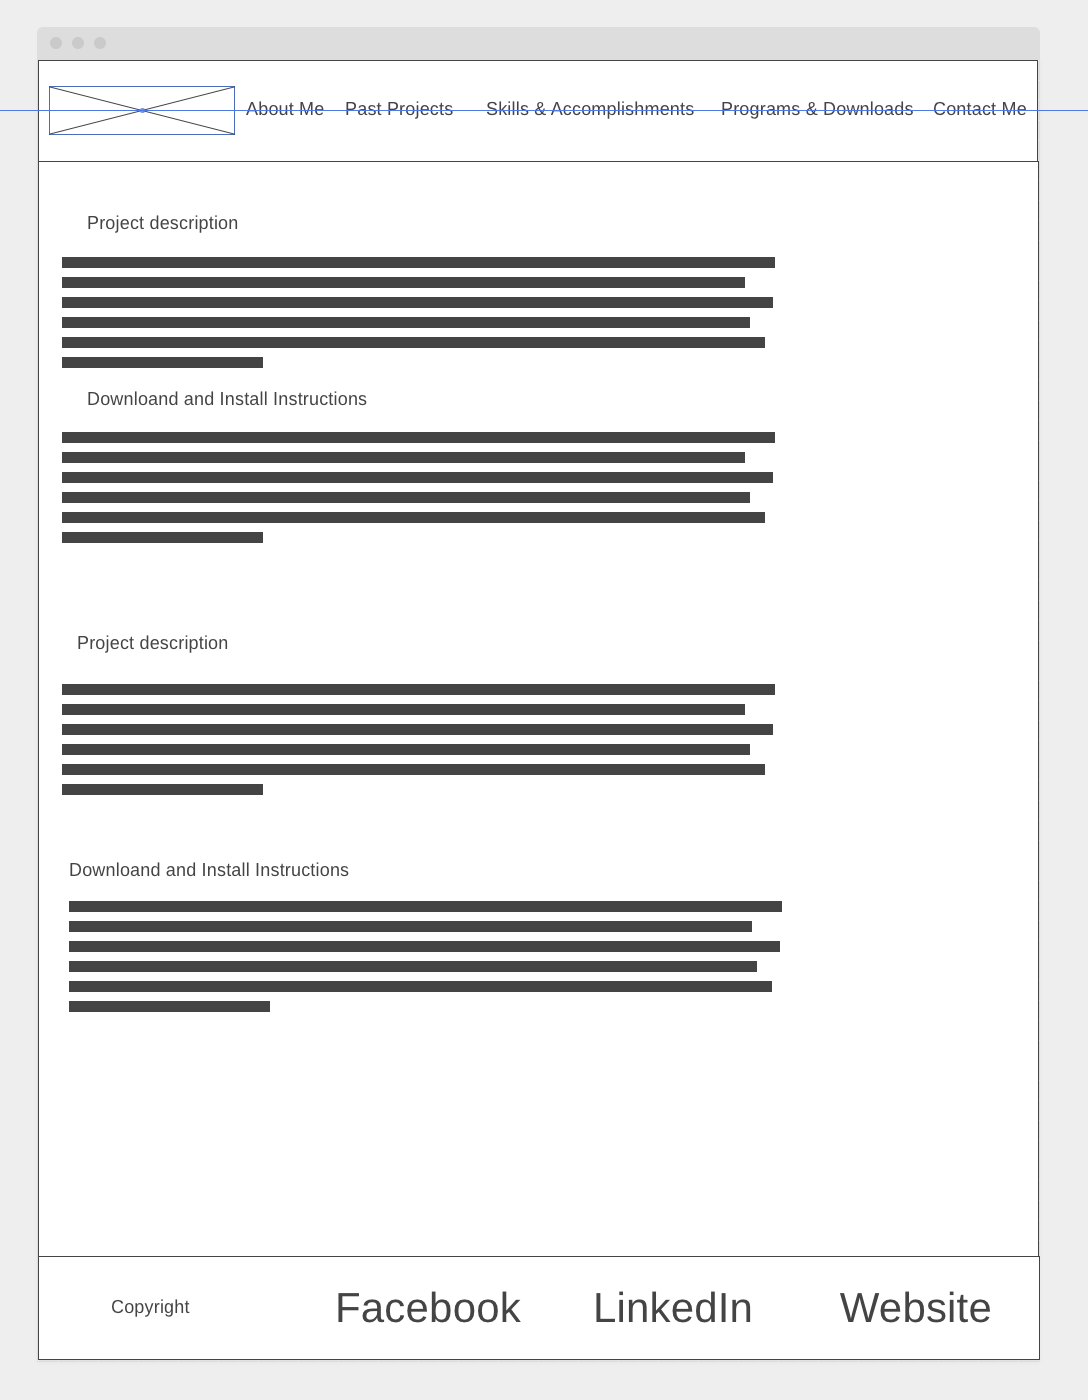 About Me Past Projects Skills & Accomplishments Programs & Downloads Contact Me
Project description
Downloand and Install Instructions
Project description
Downloand and Install Instructions
Copyright Facebook LinkedIn Website